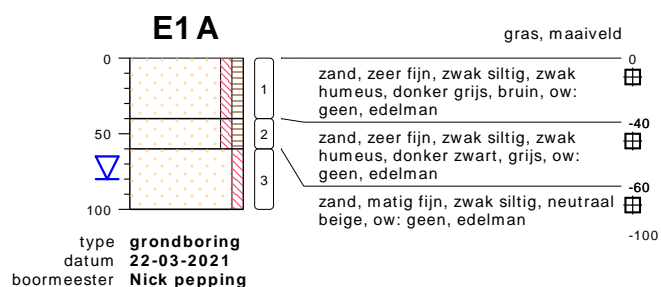 E1 A
gras, maaiveld
0
50
100
1
2
3
0
zand, zeer fijn, zwak siltig, zwak
humeus, donker grijs, bruin, ow:
geen, edelman
-40
zand, zeer fijn, zwak siltig, zwak
humeus, donker zwart, grijs, ow:
geen, edelman
-60
zand, matig fijn, zwak siltig, neutraal
beige, ow: geen, edelman
-100
type grondboring
datum 22-03-2021
boormeester Nick pepping